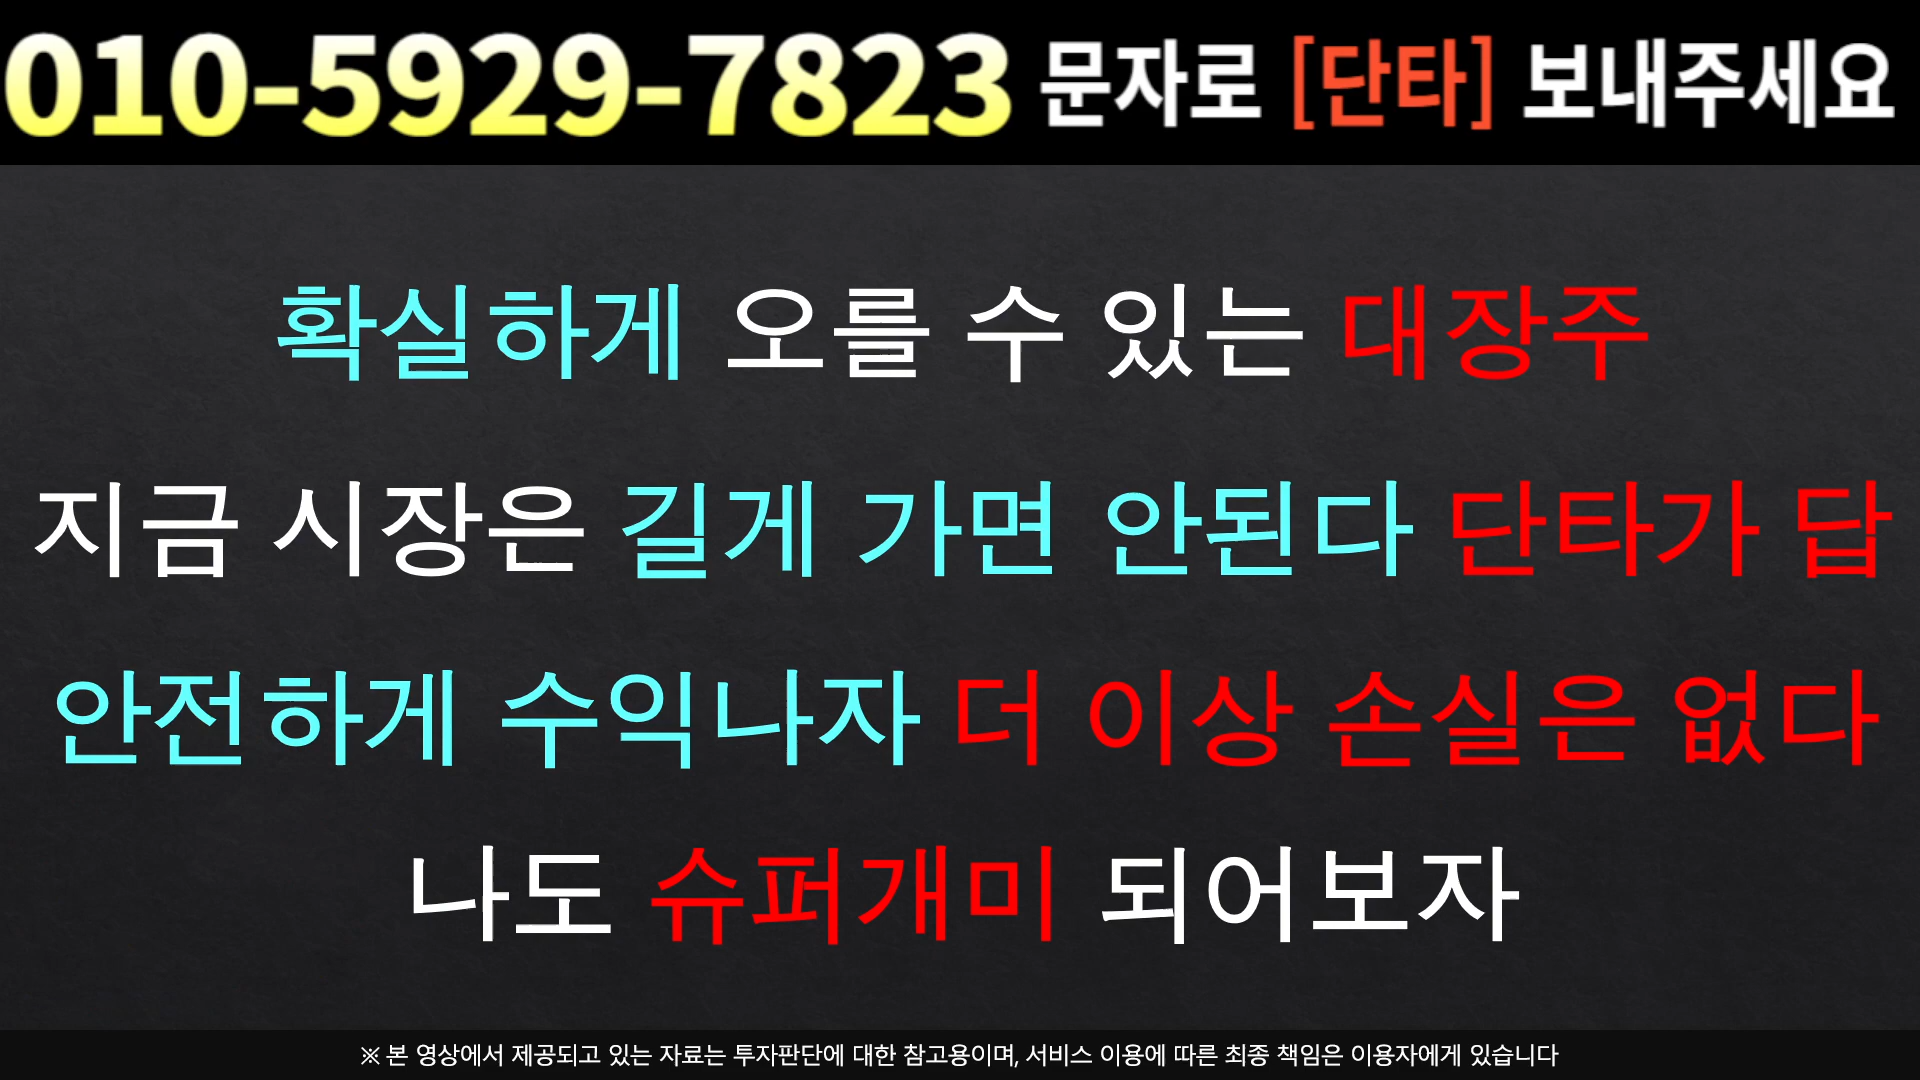 010-5929-7823 문자로 [단타] 보내주세요
확실하게 오를 수 있는 대장주
지금 시장은 길게 가면 안된다 단타가 답
안전하게 수익나자 더 이상 손실은 없다
나도 슈퍼개미 되어보자
※ 본 영상에서 제공되고 있는 자료는 투자판단에 대한 참고용이며, 서비스 이용에 따른 최종 책임은 이용자에게 있습니다